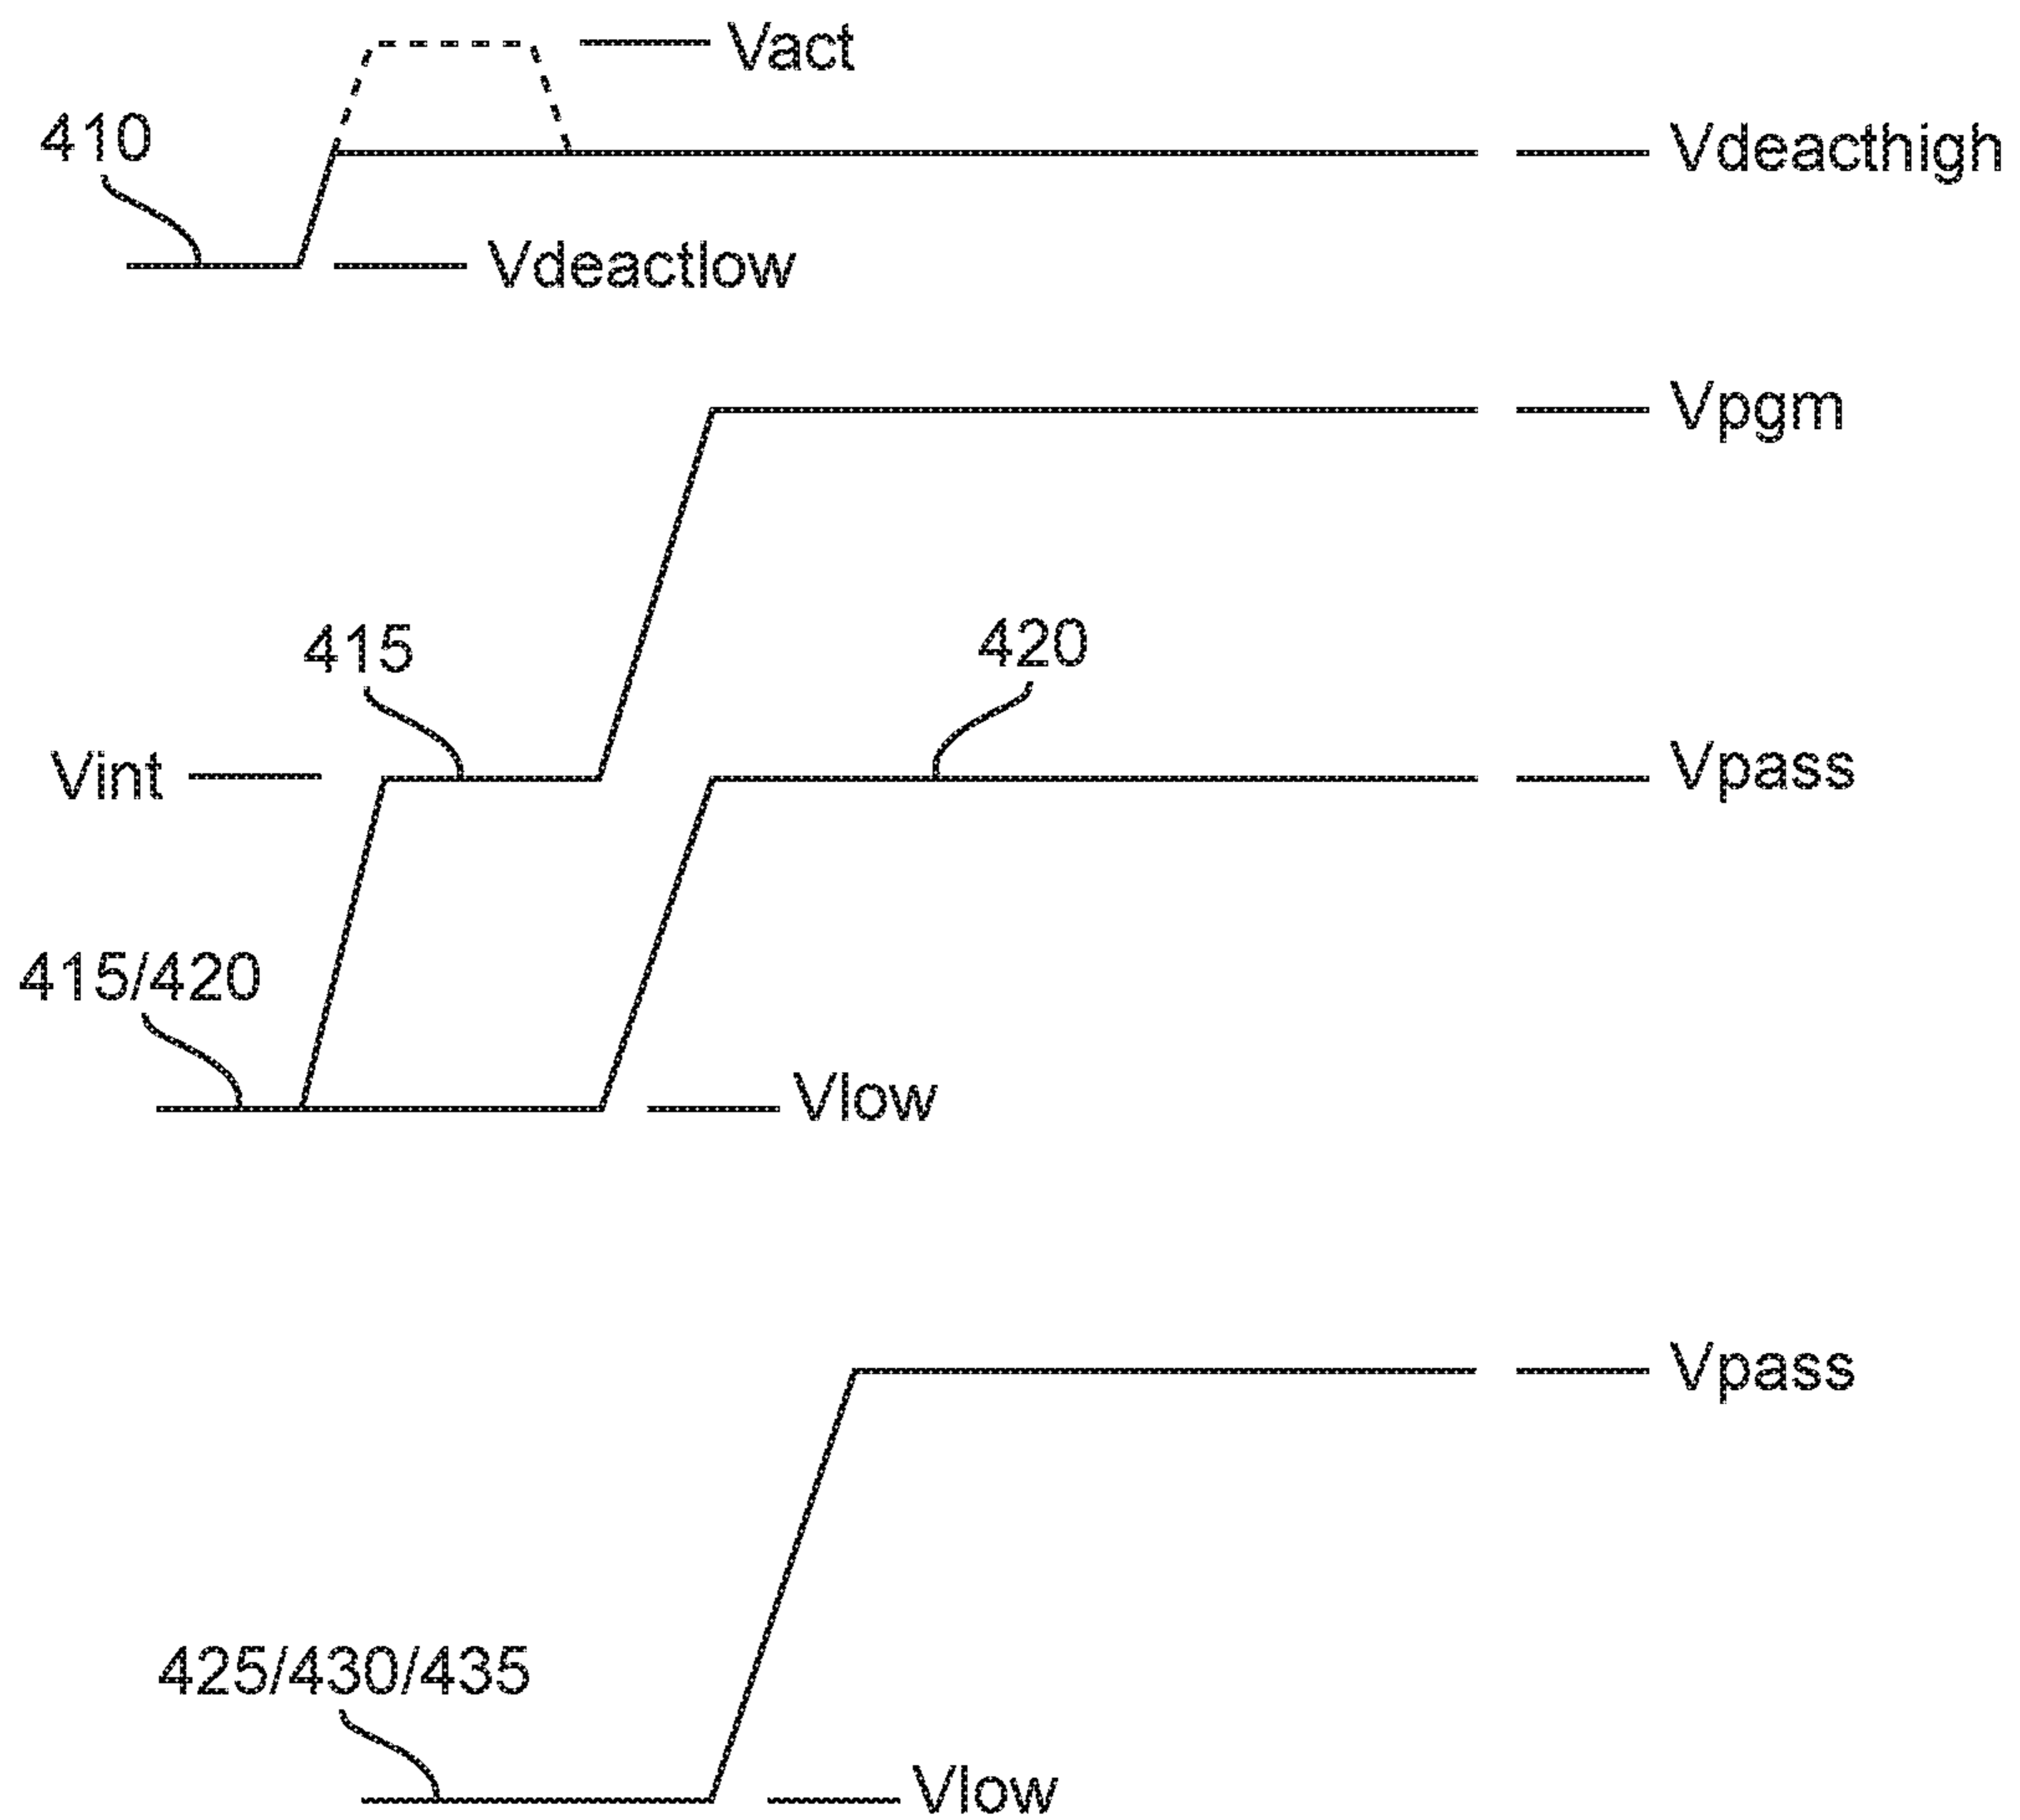 Vact
410
Vdeacthigh
Vdeactlow
Vpgm
415
420
Vint
Vpass
415/420
Vlow
Vpass
425/430/435
Vlow